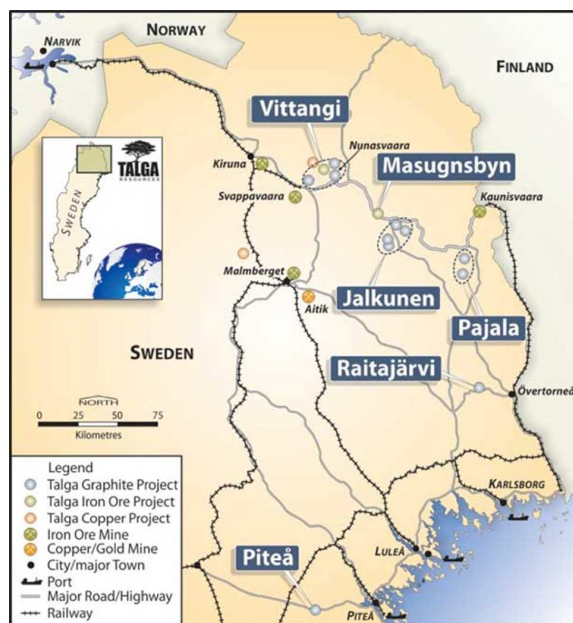 NORWAY
NARVIK
FINLAND
Vittangi
Nunasvaara
Masugnsbyn
Kiruna
TALGA
RESOURCES
SWEDEN
Svappavaara
Kaunisvaara
Malmberget
Aitik
Jalkunen
Pajala
SWEDEN
Raitajärvi
Övertorneå
NORTH
0 25 50 75
Kilometres
Legend
Talga Graphite Project
Talga Iron Ore Project
Talga Copper Project
Iron Ore Mine
Copper/Gold Mine
City/major Town
Port
Major Road/Highway
Railway
KARLSBORG
LULEÅ
Piteå
PITEÅ